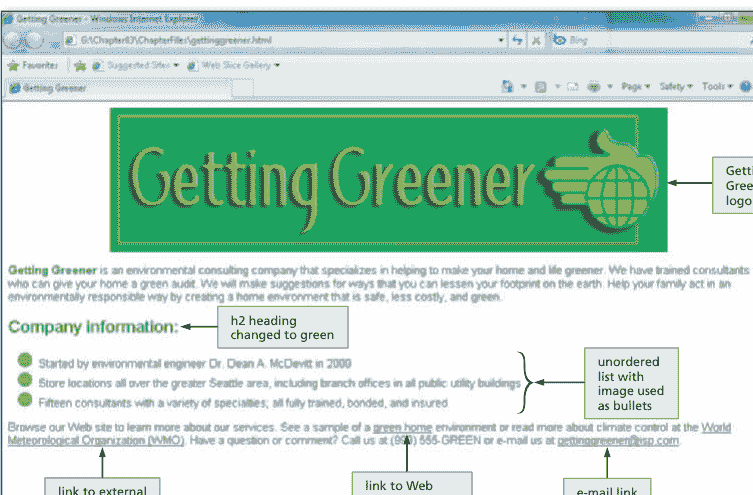 Getting Greener - Windows Internet Explorer
G:\Chapter03\ChapterFiles\gettinggreener.html
Bing
Favorites
Suggested Sites
Web Slice Gallery
Getting Greener
Page
Safety
Tools
Getting Greener
Gett
Gree
logo
Getting Greener is an environmental consulting company that specializes in helping to make your home and life greener. We have trained consultants
who can give your home a green audit. We will make suggestions for ways that you can lessen your footprint on the earth. Help your family act in an
environmentally responsible way by creating a home environment that is safe, less costly, and green.
Company information:
h2 heading
changed to green
Started by environmental engineer Dr. Dean A. McDevitt in 2000
Store locations all over the greater Seattle area, including branch offices in all public utility buildings
Fifteen consultants with a variety of specialties; all fully trained, bonded, and insured
unordered
list with
image used
as bullets
Browse our Web site to learn more about our services. See a sample of a green home environment or read more about climate control at the World
Meteorological Organization (WMO). Have a question or comment? Call us at 555-GREEN or e-mail us at gettinggreener@isp.com.
link to external
link to Web
e-mail link